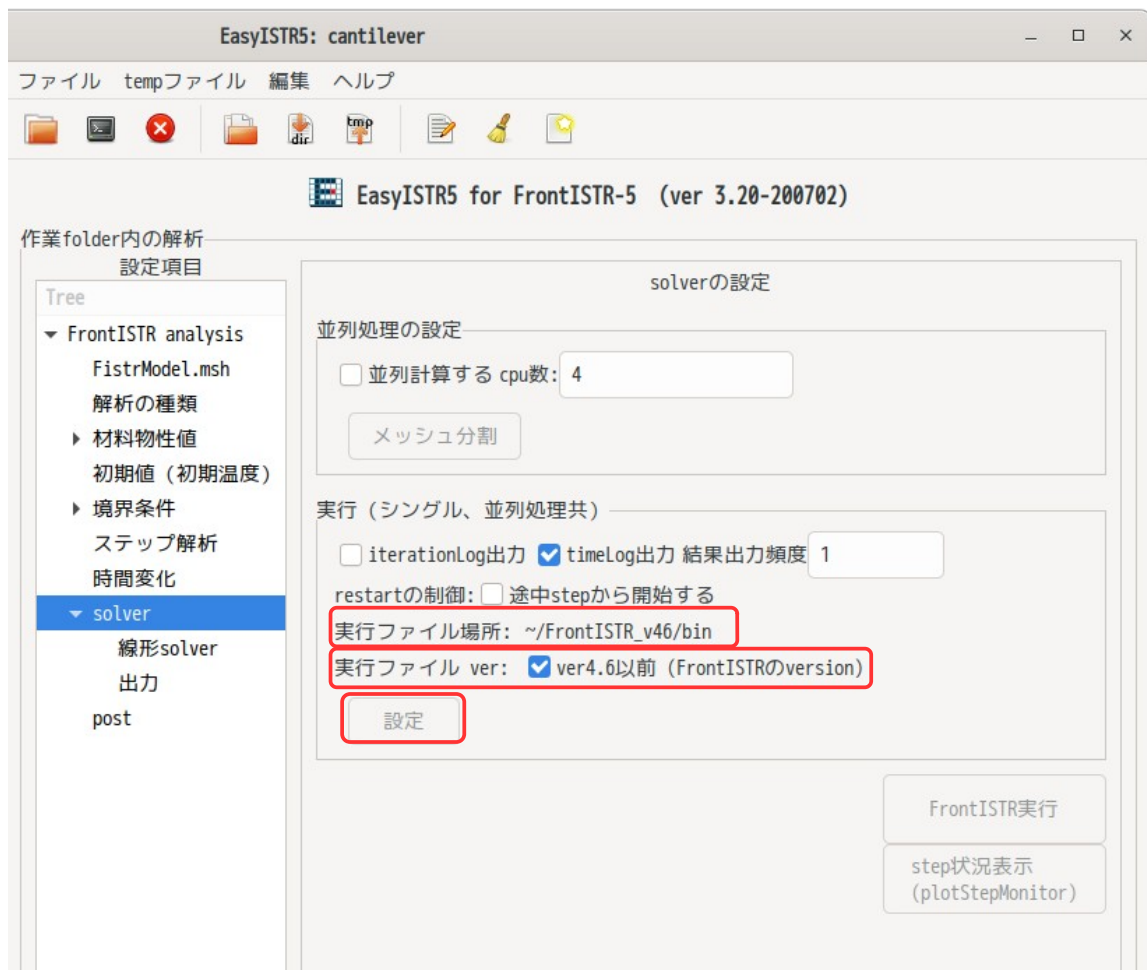 EasyISTR5: cantilever
ファイル tempファイル 編集 ヘルプ
dir
tmp
EasyISTR5 for FrontISTR-5 (ver 3.20-200702)
作業folder内の解析
設定項目
Tree
FrontISTR analysis
FistrModel.msh
解析の種類
材料物性値
初期値（初期温度）
境界条件
ステップ解析
時間変化
solver
線形solver
出力
post
solverの設定
並列処理の設定
並列計算する cpu数: 4
メッシュ分割
実行（シングル、並列処理共）
iterationLog出力 timeLog出力 結果出力頻度 1
restartの制御: 途中stepから開始する
実行ファイル場所: ~/FrontISTR_v46/bin
実行ファイル ver: ver4.6以前（FrontISTRのversion）
設定
FrontISTR実行
step状況表示
(plotStepMonitor)